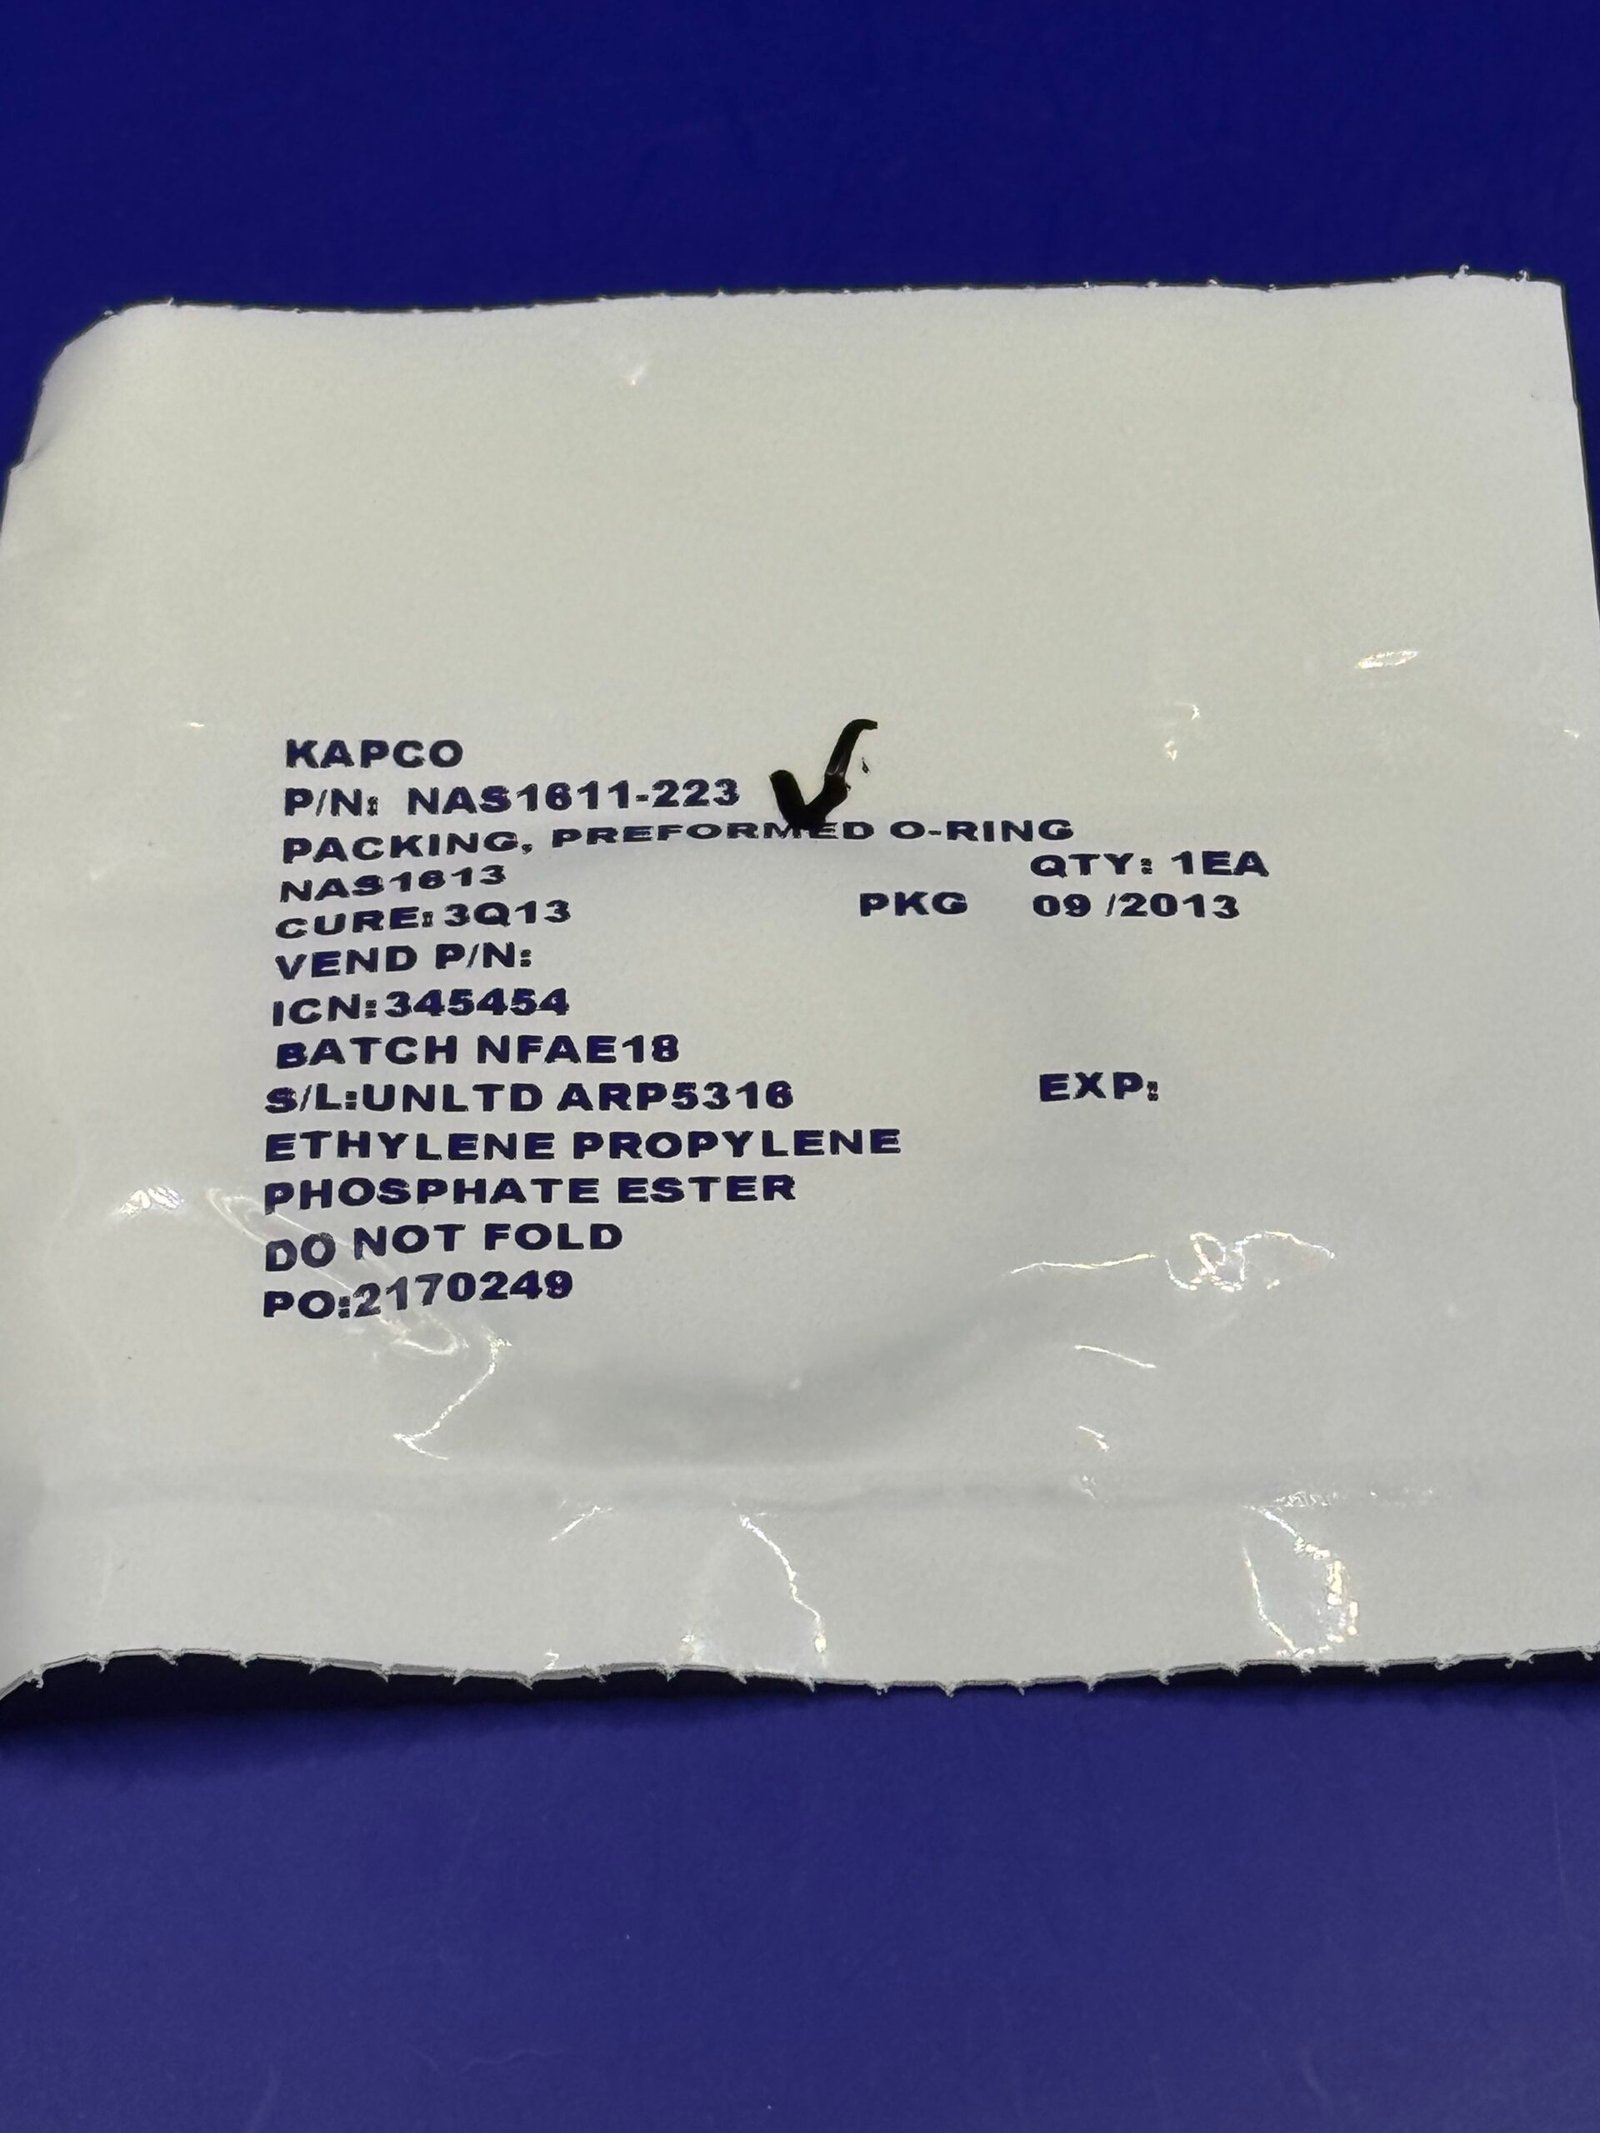 KAPCO
P/N: NAS1611-223
PACKING, PREFORMED O-RING
NAS1613 QTY: 1EA
CURE: 3Q13 PKG 09 /2013
VEND P/N:
ICN:345454
BATCH NFAE18
S/L:UNLTD ARP5316 EXP:
ETHYLENE PROPYLENE
PHOSPHATE ESTER
DO NOT FOLD
PO:2170249